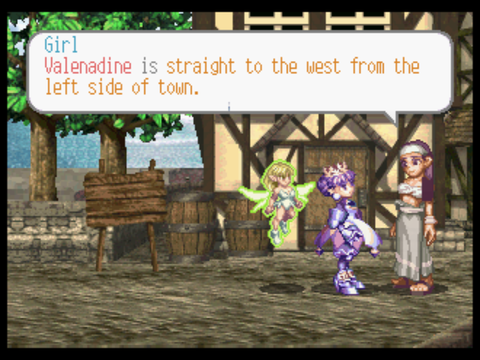 Girl
Valenadine is straight to the west from the
left side of town.